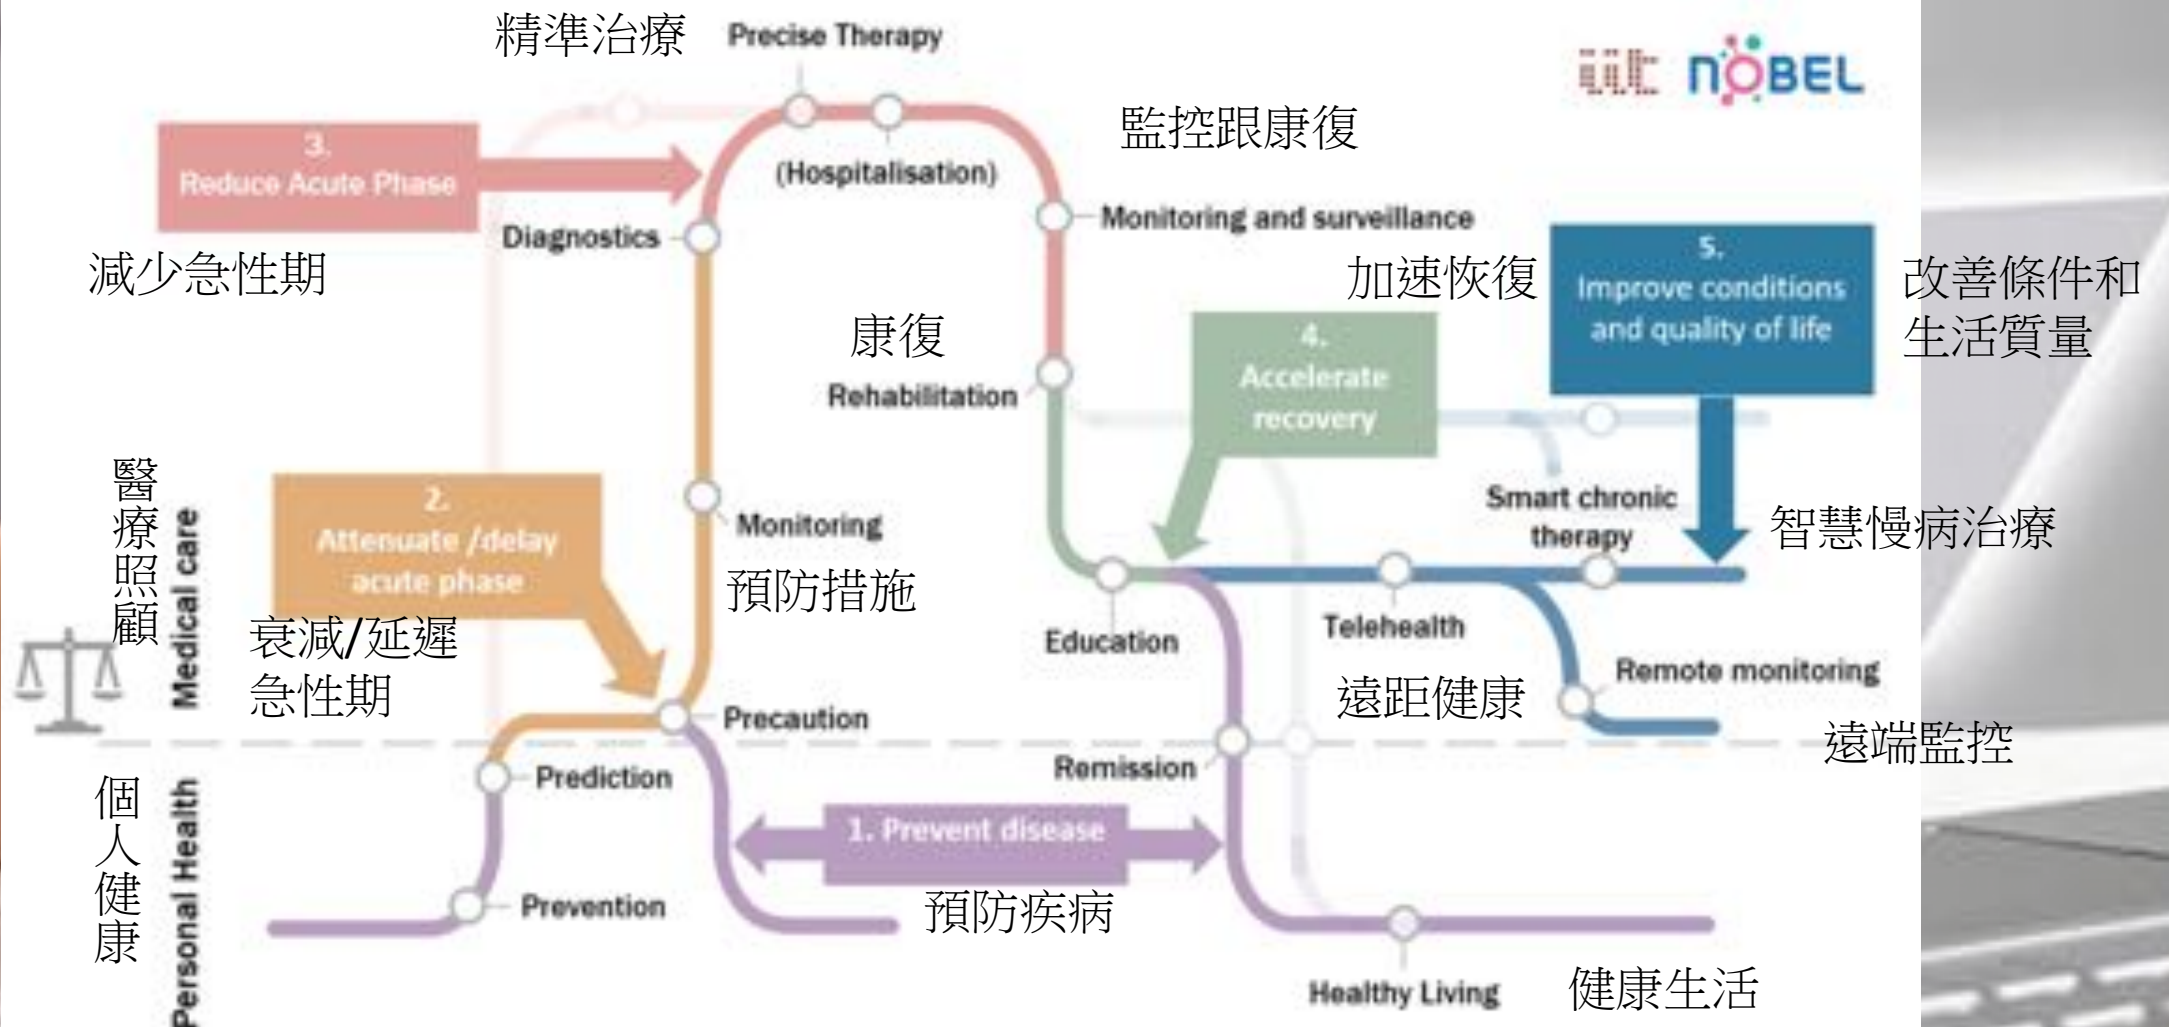 精準治療
Precise Therapy
iit NOBEL
3.
Reduce Acute Phase
(Hospitalisation)
監控跟康復
Diagnostics
Monitoring and surveillance
減少急性期
加速恢復
5.
Improve conditions
and quality of life
改善條件和
生活質量
康復
Rehabilitation
4.
Accelerate
recovery
醫療照顧
Medical care
2.
Attenuate /delay
acute phase
Monitoring
預防措施
Smart chronic
therapy
智慧慢病治療
衰減/延遲
急性期
Education
Telehealth
遠距健康
Remote monitoring
遠端監控
Precaution
Prediction
Remission
個人健康
Personal Health
1. Prevent disease
預防疾病
Prevention
Healthy Living
健康生活